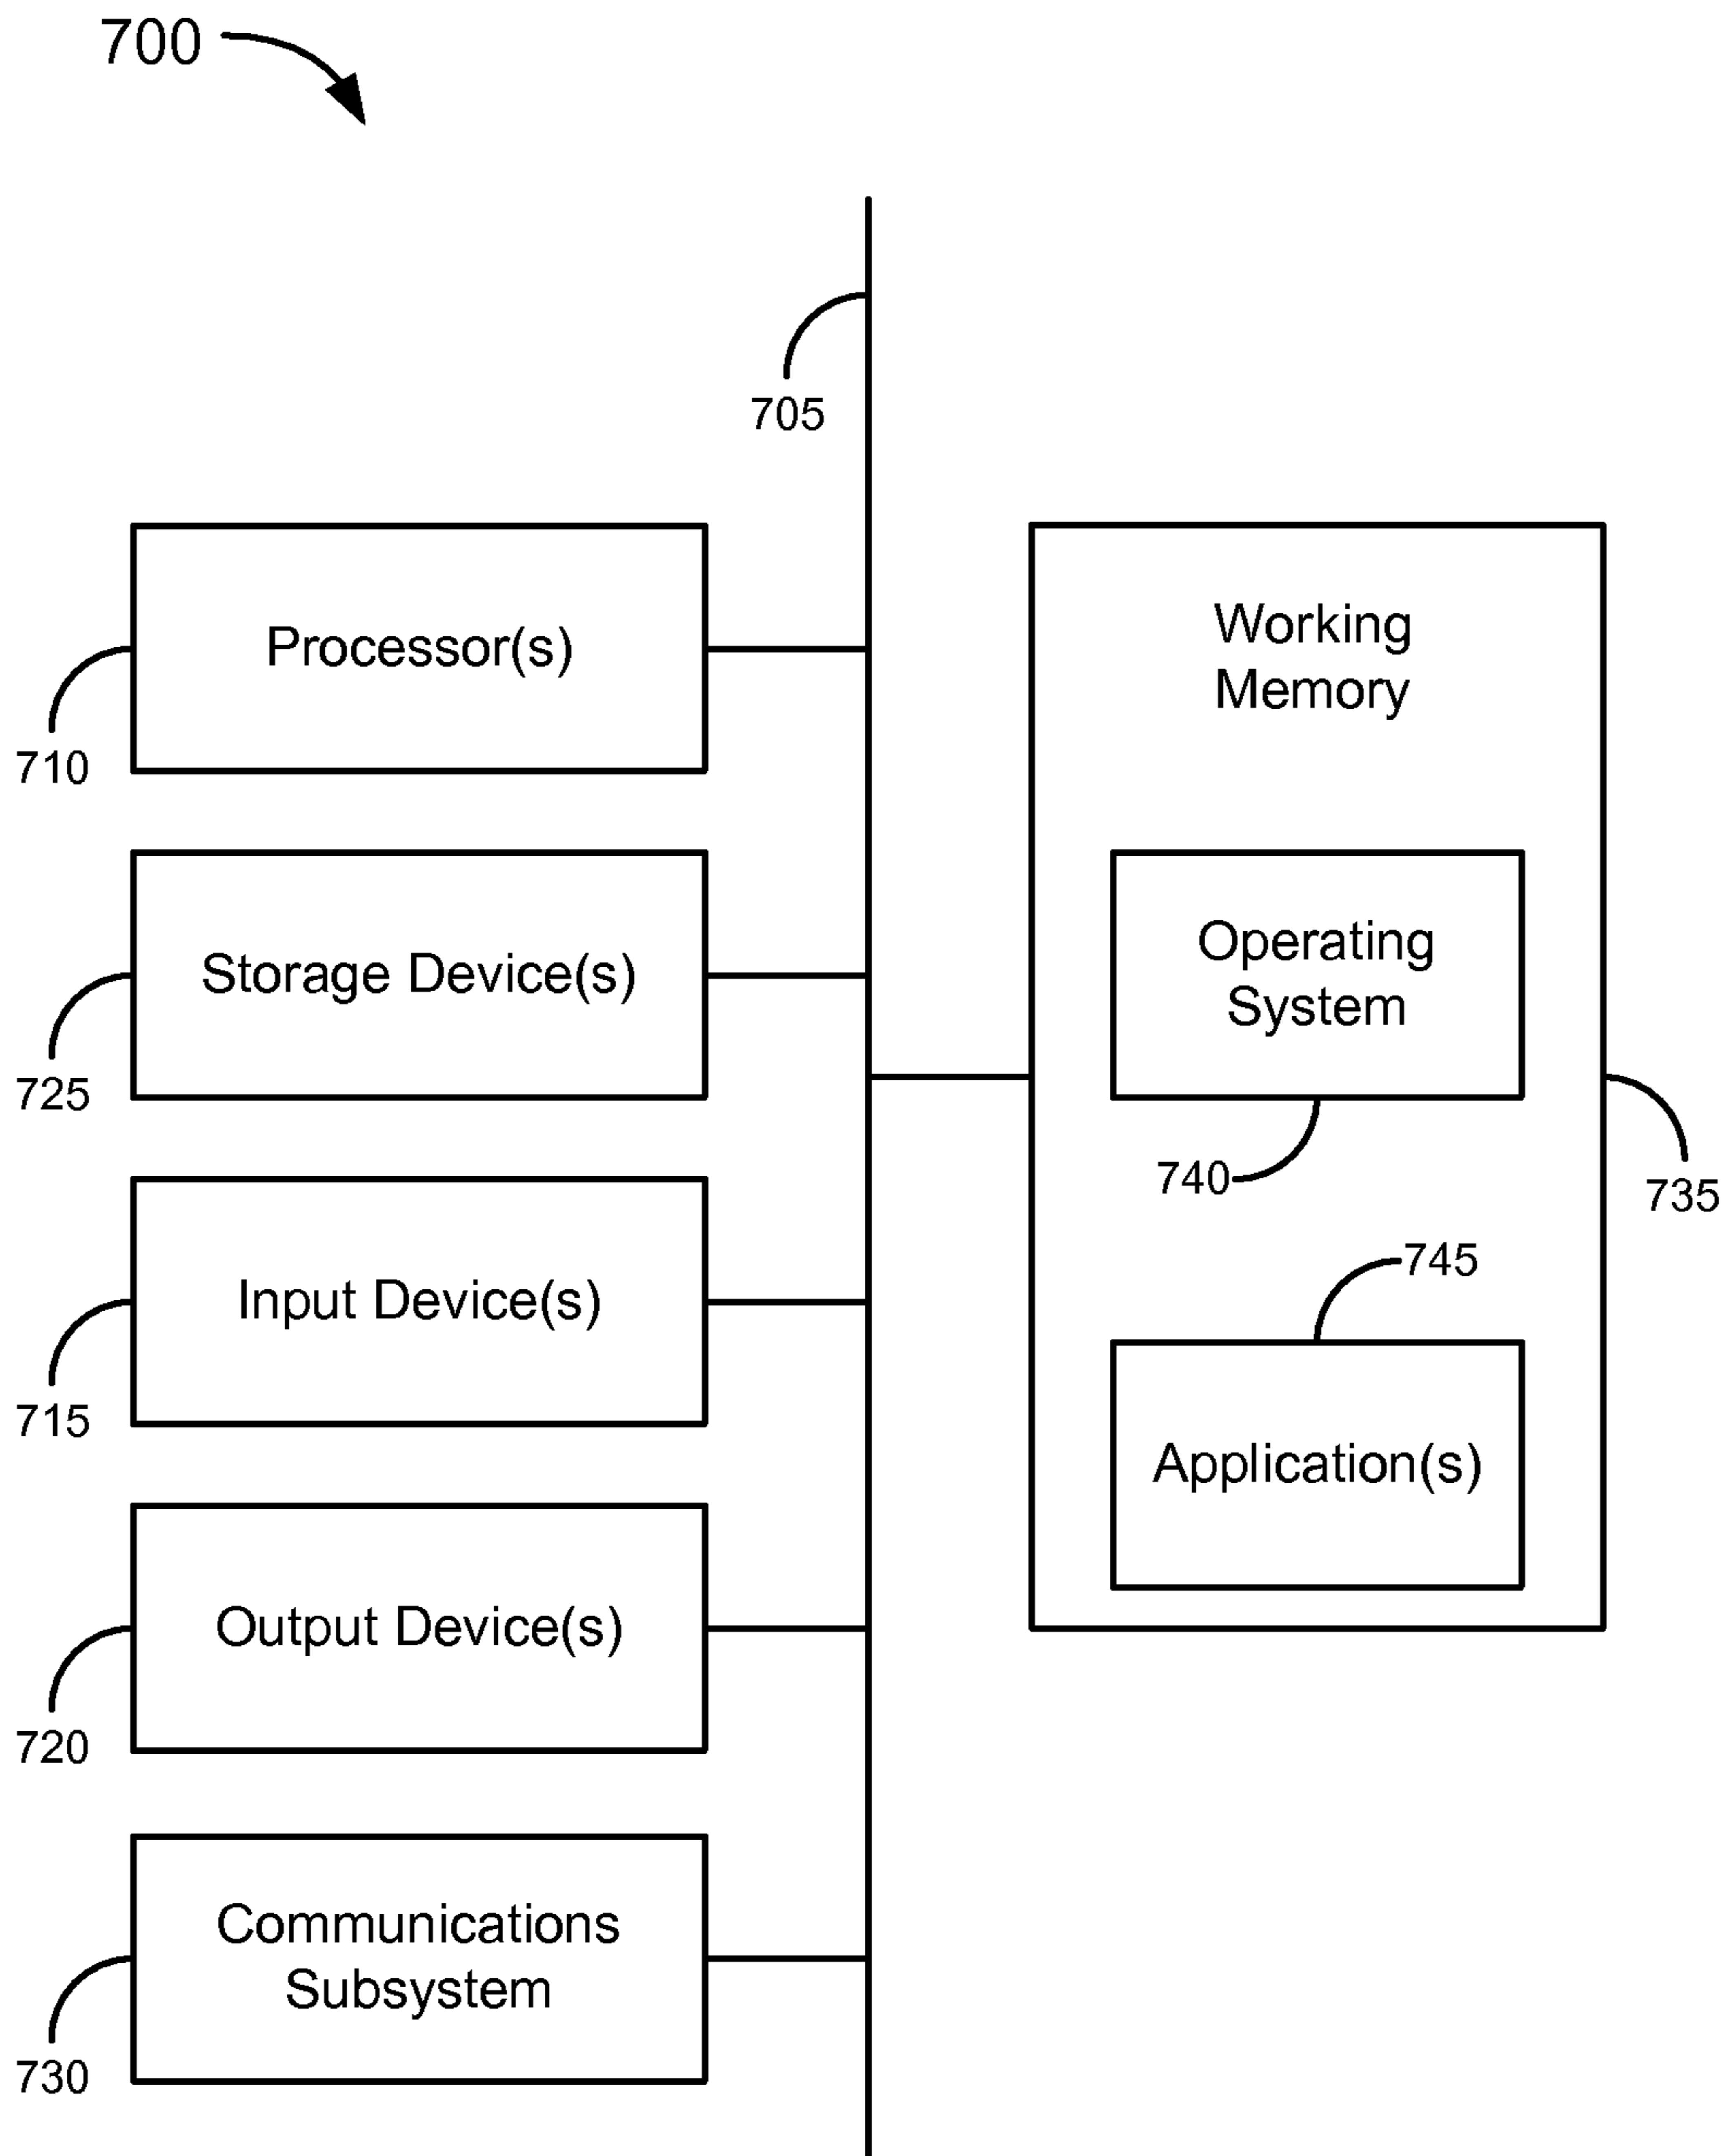 700
705
Processor(s)
710
Storage Device(s)
725
Input Device(s)
715
Output Device(s)
720
Communications
Subsystem
730
Working
Memory
Operating
System
740
735
745
Application(s)